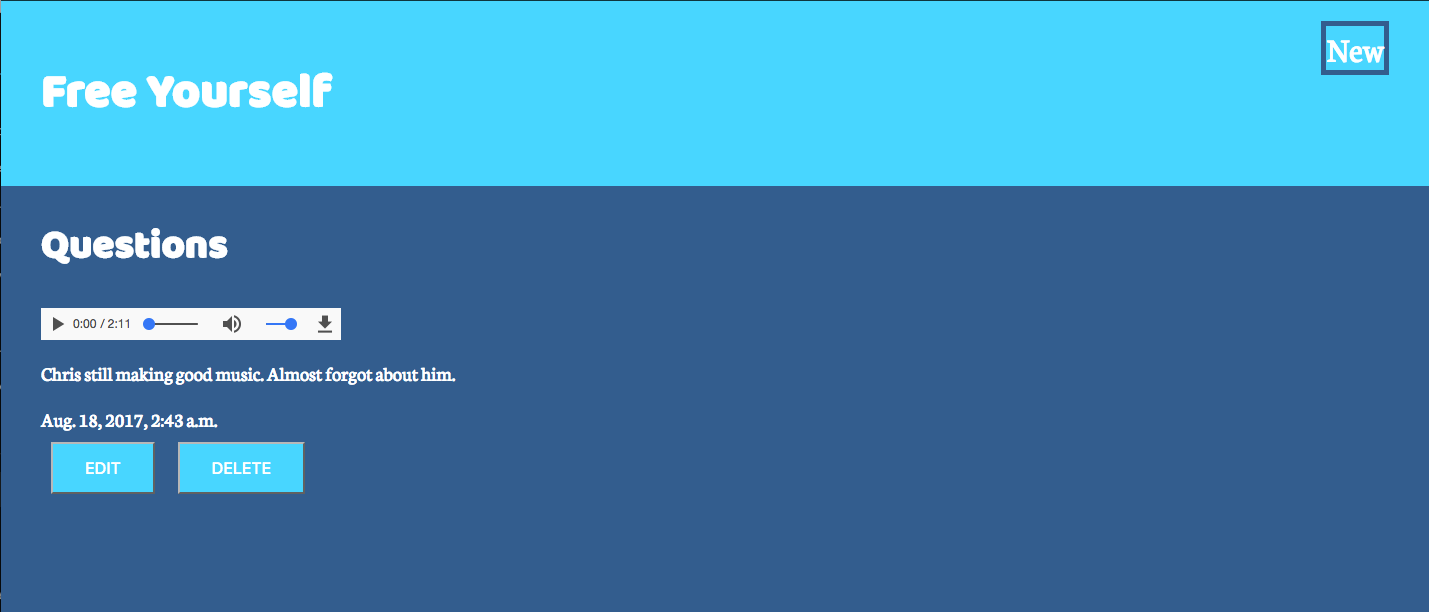 New
Free Yourself
Questions
0:00 / 2:11
Chris still making good music. Almost forgot about him.
Aug. 18, 2017, 2:43 a.m.
EDIT DELETE